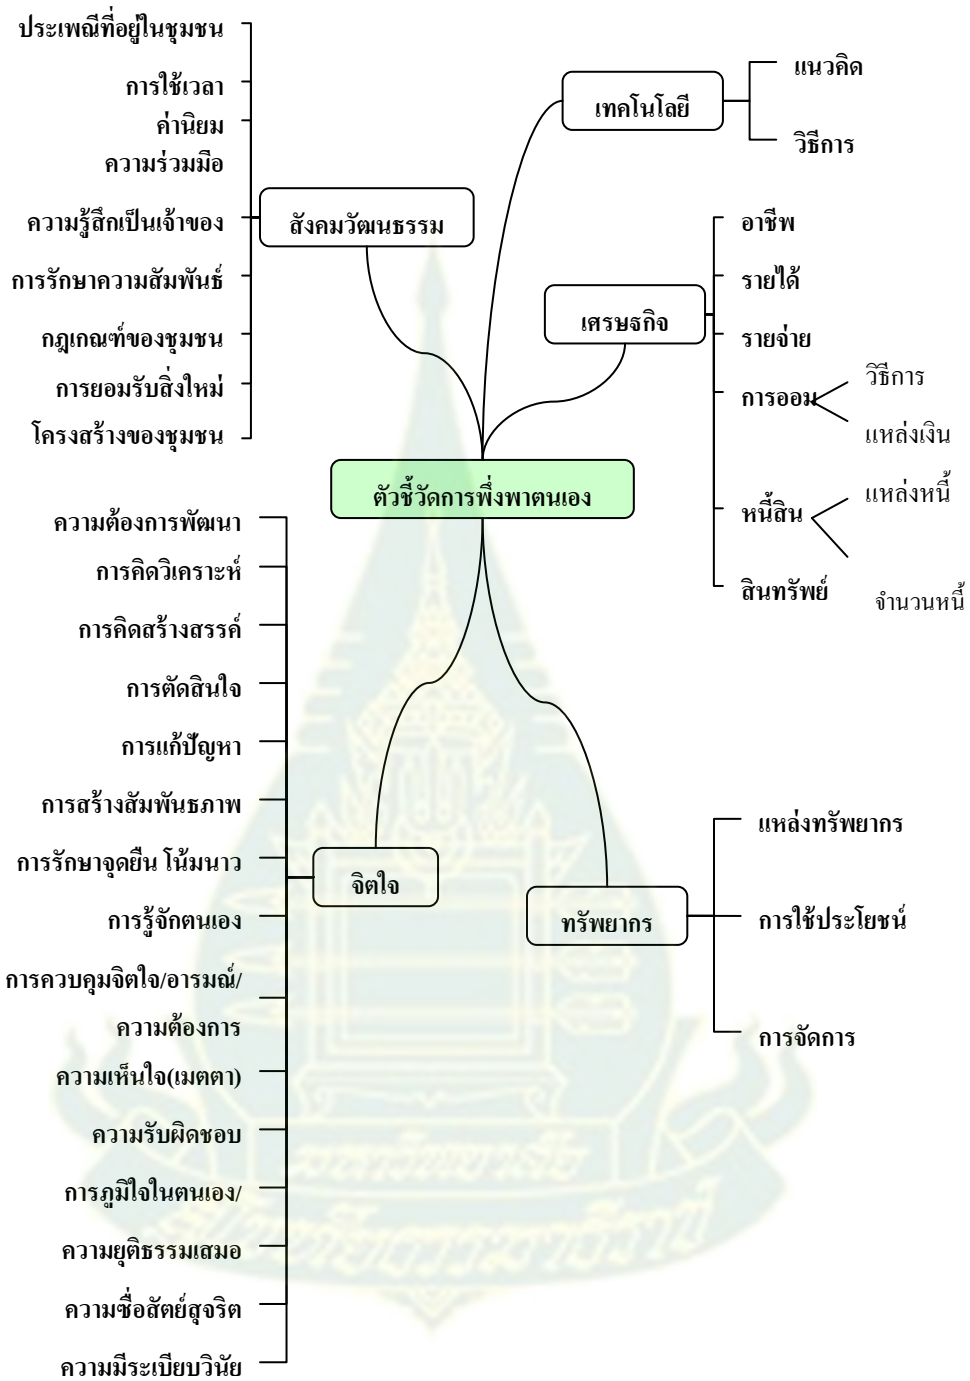 ประเพณีที่อยู่ในชุมชน
การใช้เวลา
ค่านิยม
ความร่วมมือ
ความรู้สึกเป็นเจ้าของ
การรักษาความสัมพันธ์
กฎเกณฑ์ของชุมชน
การยอมรับสิ่งใหม่
โครงสร้างของชุมชน
สังคมวัฒนธรรม
เทคโนโลยี
แนวคิด
วิธีการ
เศรษฐกิจ
อาชีพ
รายได้
รายจ่าย
การออม
วิธีการ
แหล่งเงิน
หนี้สิน
แหล่งหนี้
จำนวนหนี้
สินทรัพย์
ตัวชี้วัดการพึ่งพาตนเอง
ความต้องการพัฒนา
การคิดวิเคราะห์
การคิดสร้างสรรค์
การตัดสินใจ
การแก้ปัญหา
การสร้างสัมพันธภาพ
การรักษาจุดยืน โน้มนาว
การรู้จักตนเอง
การควบคุมจิตใจ/อารมณ์/
ความต้องการ
ความเห็นใจ(เมตตา)
ความรับผิดชอบ
การภูมิใจในตนเอง/
ความยุติธรรมเสมอ
ความซื่อสัตย์สุจริต
ความมีระเบียบวินัย
จิตใจ
ทรัพยากร
แหล่งทรัพยากร
การใช้ประโยชน์
การจัดการ